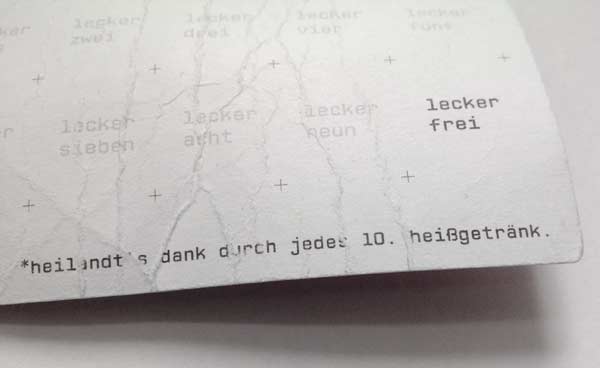 lecker lecker lecker lecker
zwei drei vier fünf
lecker lecker lecker lecker
sieben acht neun frei
*heilandt's dank durch jedes 10. heißgetränk.